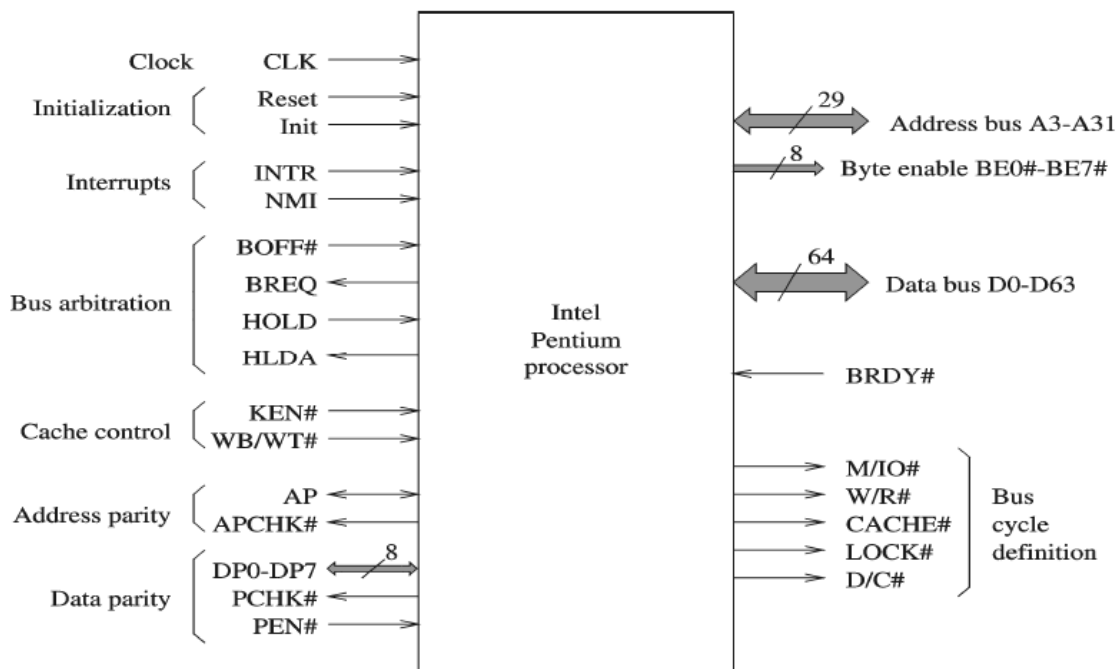 Clock CLK
Initialization
Reset
Init
Interrupts
INTR
NMI
Bus arbitration
BOFF#
BREQ
HOLD
HLDA
Cache control
KEN#
WB/WT#
Address parity
AP
APCHK#
Data parity
DP0-DP7
8
PCHK#
PEN#
Intel
Pentium
processor
29
Address bus A3-A31
8
Byte enable BE0#-BE7#
64
Data bus D0-D63
BRDY#
M/IO#
W/R#
CACHE#
LOCK#
D/C#
Bus
cycle
definition